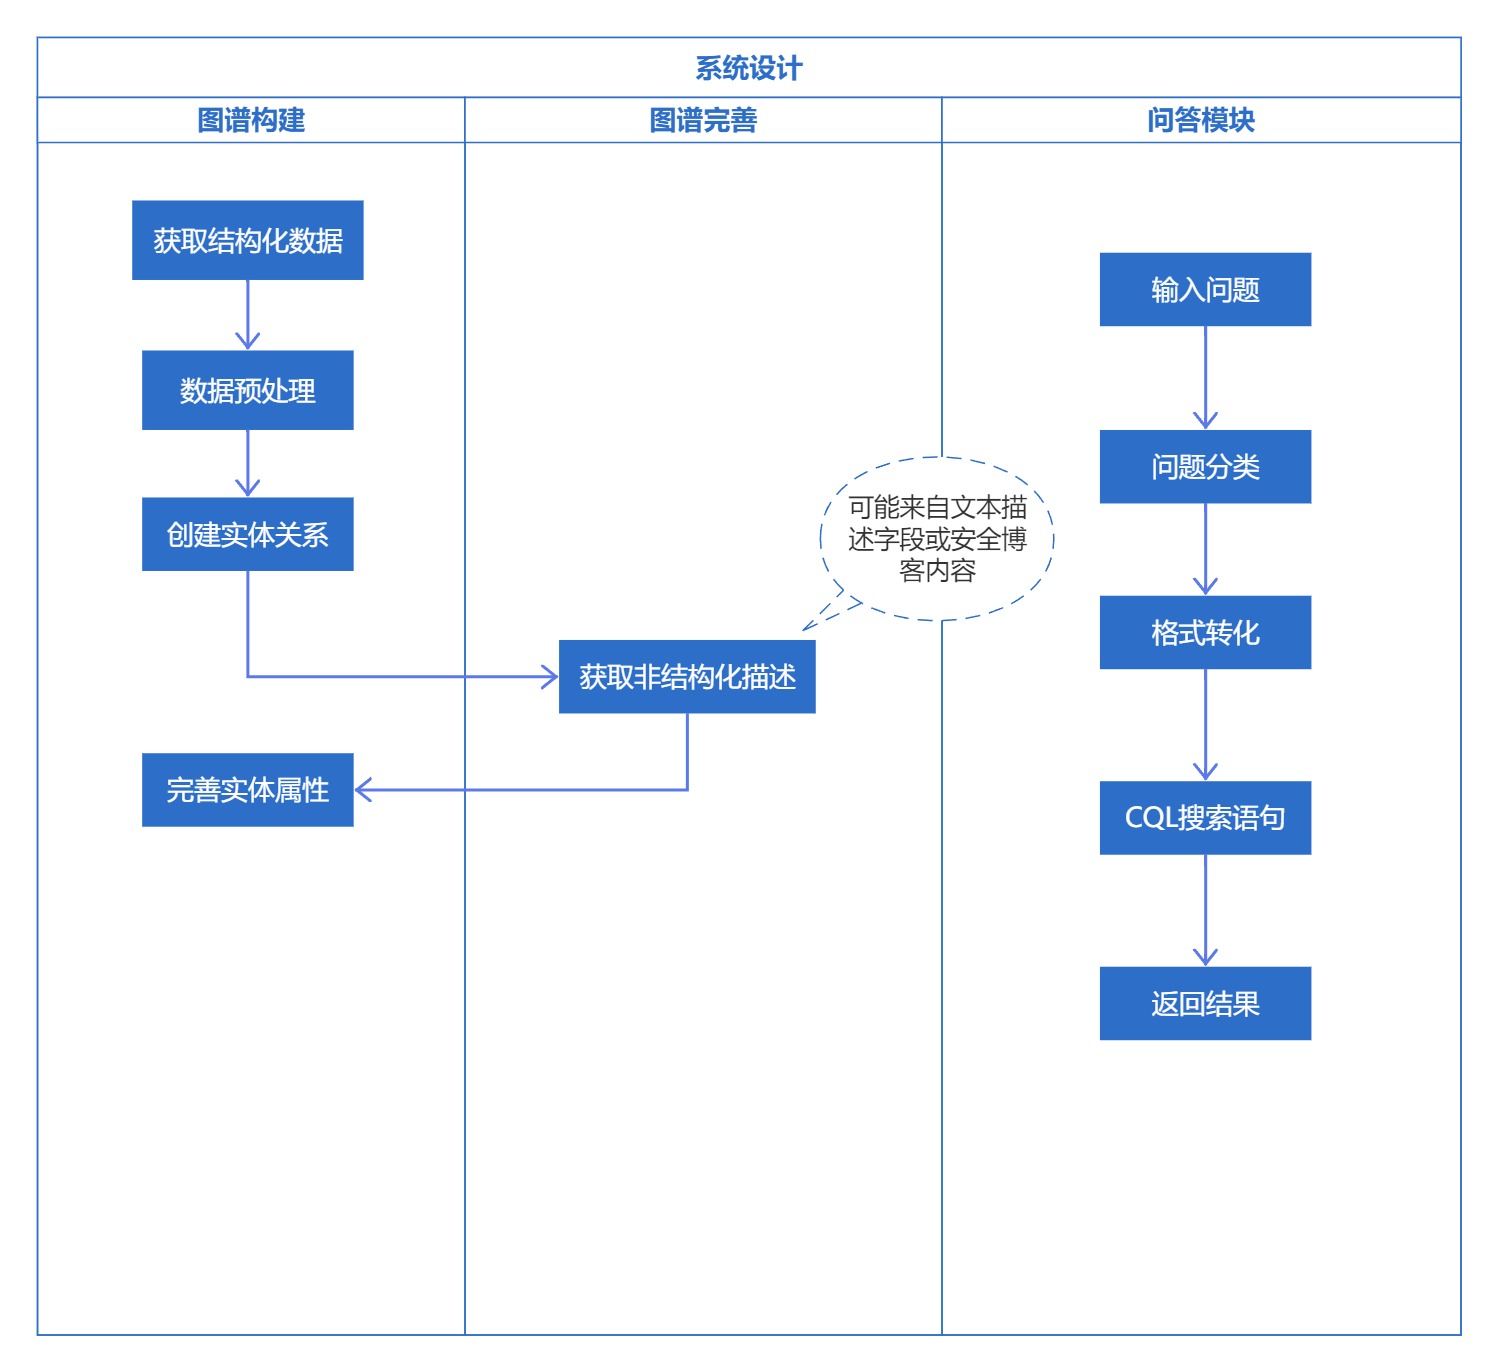 系统设计
图谱构建
图谱完善
问答模块
获取结构化数据
数据预处理
创建实体关系
完善实体属性
可能来自文本描
述字段或安全博
客内容
获取非结构化描述
输入问题
问题分类
格式转化
CQL搜索语句
返回结果